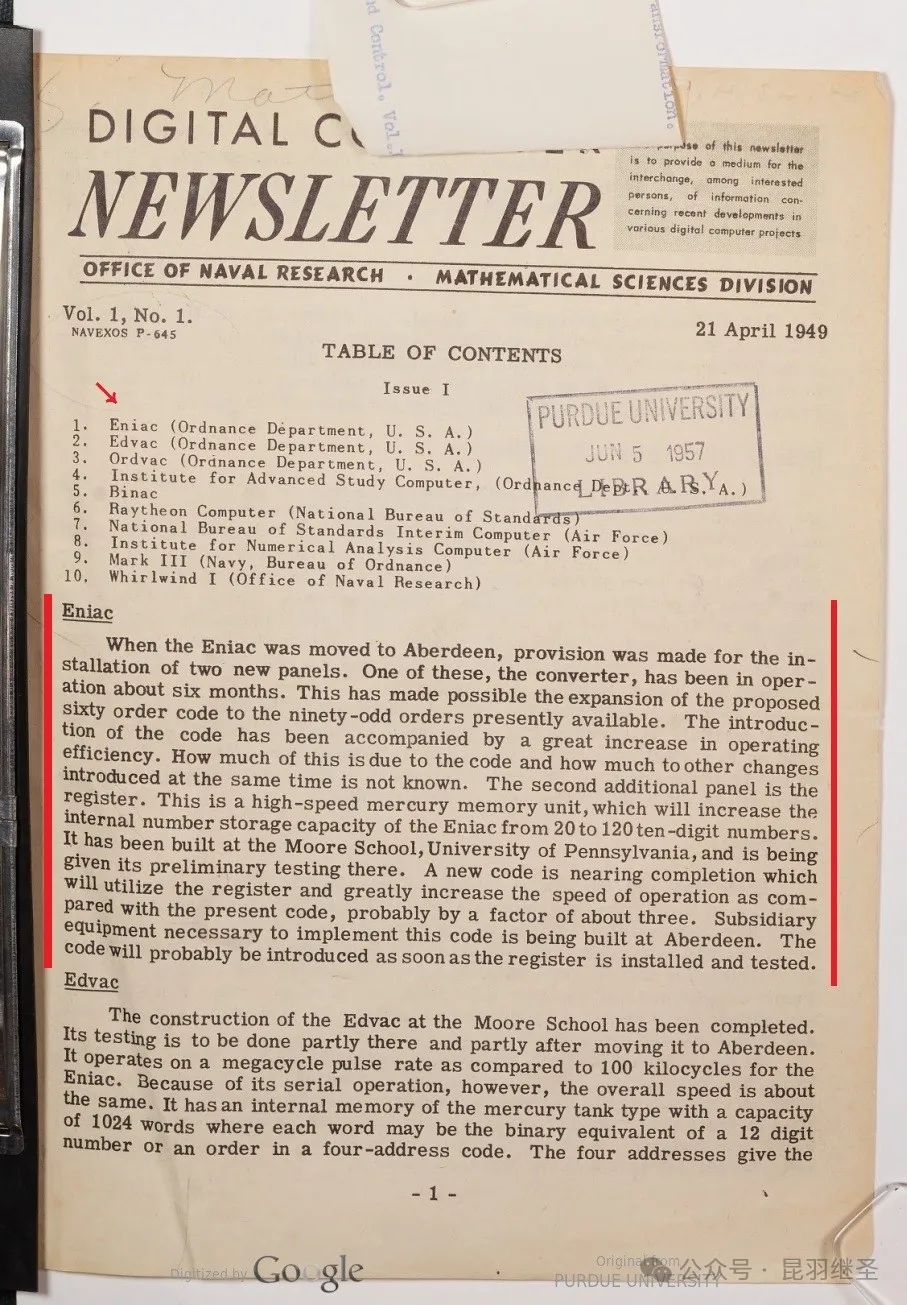 nd Control. Vol.
ansformation.
DIGITAL
NEWSLETTER
purpose of this newsletter
is to provide a medium for the
interchange, among interested
persons, of information con-
cerning recent developments in
various digital computer projects
OFFICE OF NAVAL RESEARCH · MATHEMATICAL SCIENCES DIVISION
Vol. 1, No. 1.
NAVEXOS P-645
21 April 1949
TABLE OF CONTENTS
Issue I
PURDUE UNIVERSITY
JUN 5 1957
LIBRARY
1. Eniac (Ordnance Department, U. S. A.)
2. Edvac (Ordnance Department, U. S. A.)
3. Ordvac (Ordnance Department, U. S. A.)
4. Institute for Advanced Study Computer, (Ordnance Dept., U. S. A.)
5. Binac
6. Raytheon Computer (National Bureau of Standards)
7. National Bureau of Standards Interim Computer (Air Force)
8. Institute for Numerical Analysis Computer (Air Force)
9. Mark III (Navy, Bureau of Ordnance)
10. Whirlwind I (Office of Naval Research)
Eniac
When the Eniac was moved to Aberdeen, provision was made for the in-
stallation of two new panels. One of these, the converter, has been in oper-
ation about six months. This has made possible the expansion of the proposed
sixty order code to the ninety-odd orders presently available. The introduc-
tion of the code has been accompanied by a great increase in operating
efficiency. How much of this is due to the code and how much to other changes
introduced at the same time is not known. The second additional panel is the
register. This is a high-speed mercury memory unit, which will increase the
internal number storage capacity of the Eniac from 20 to 120 ten-digit numbers.
It has been built at the Moore School, University of Pennsylvania, and is being
given its preliminary testing there. A new code is nearing completion which
will utilize the register and greatly increase the speed of operation as com-
pared with the present code, probably by a factor of about three. Subsidiary
equipment necessary to implement this code is being built at Aberdeen. The
code will probably be introduced as soon as the register is installed and tested.
Edvac
The construction of the Edvac at the Moore School has been completed.
Its testing is to be done partly there and partly after moving it to Aberdeen.
It operates on a megacycle pulse rate as compared to 100 kilocycles for the
Eniac. Because of its serial operation, however, the overall speed is about
the same. It has an internal memory of the mercury tank type with a capacity
of 1024 words where each word may be the binary equivalent of a 12 digit
number or an order in a four-address code. The four addresses give the
- 1 -
Digitized by Google
Original from
PURDUE UNIVERSITY
公众号 · 昆羽继圣